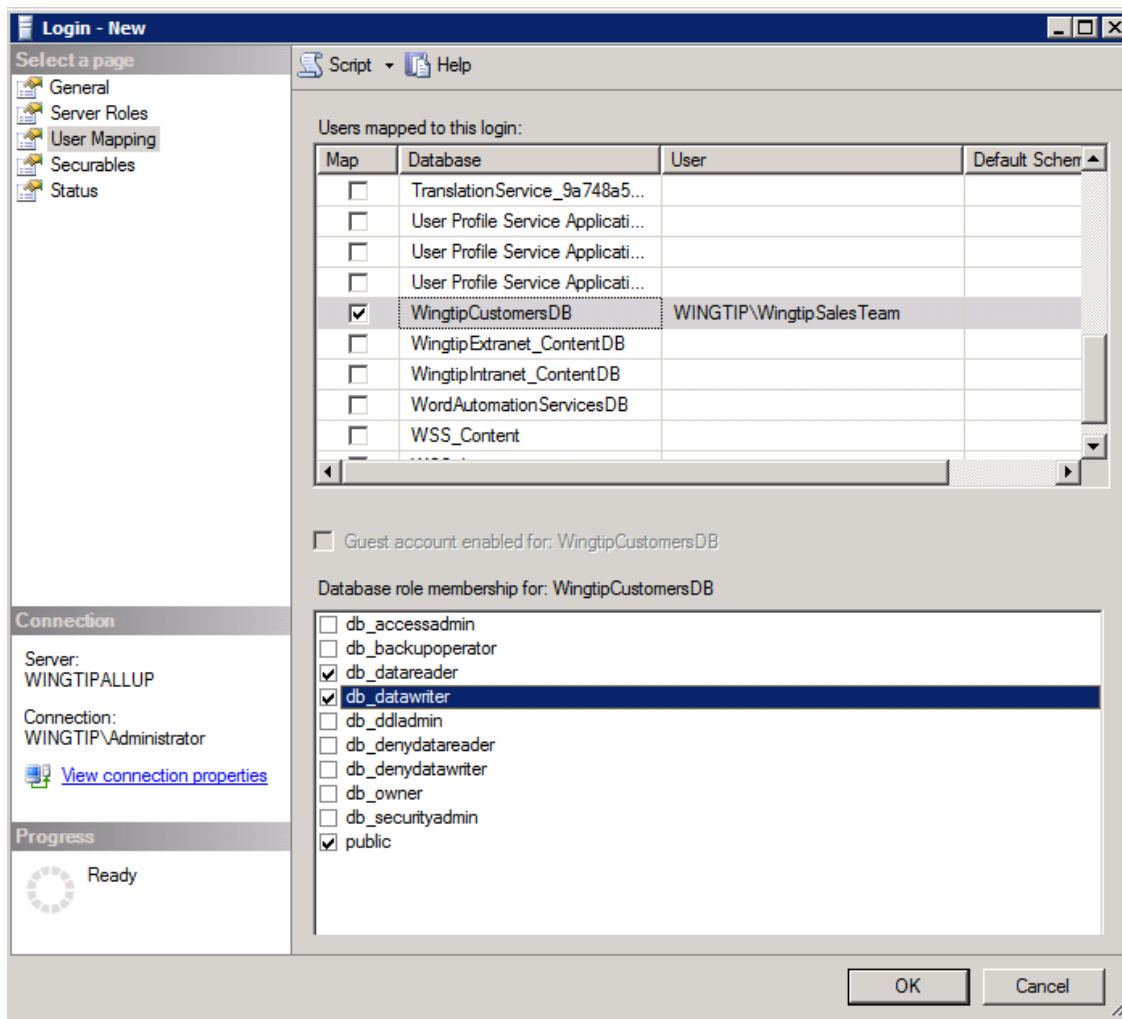 Login - New
Select a page
General
Server Roles
User Mapping
Securables
Status
Script Help
Users mapped to this login:
Map Database User Default Schem
TranslationService_9a748a5...
User Profile Service Applicati...
User Profile Service Applicati...
User Profile Service Applicati...
WingtipCustomersDB WINGTIP\WingtipSalesTeam
WingtipExtranet_ContentDB
WingtipIntranet_ContentDB
WordAutomationServicesDB
WSS_Content
Guest account enabled for: WingtipCustomersDB
Database role membership for: WingtipCustomersDB
db_accessadmin
db_backupoperator
db_datareader
db_datawriter
db_ddladmin
db_denydatareader
db_denydatawriter
db_owner
db_securityadmin
public
Connection
Server:
WINGTIPALLUP
Connection:
WINGTIP\Administrator
View connection properties
Progress
Ready
OK Cancel